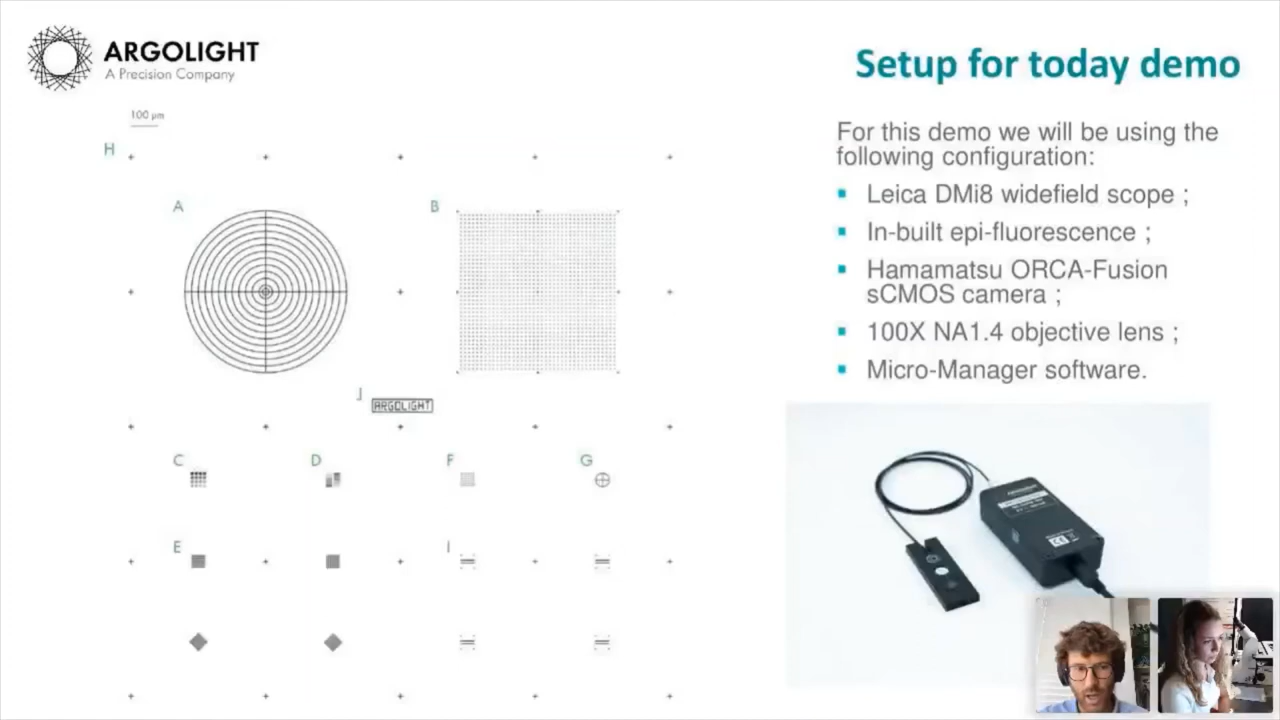 ARGOLIGHT
A Precision Company
Setup for today demo
100 μm
H
A
B
J
ARGOLIGHT
C
D
F
G
E
I
For this demo we will be using the
following configuration:
Leica DMi8 widefield scope ;
In-built epi-fluorescence ;
Hamamatsu ORCA-Fusion
sCMOS camera ;
100X NA1.4 objective lens ;
Micro-Manager software.